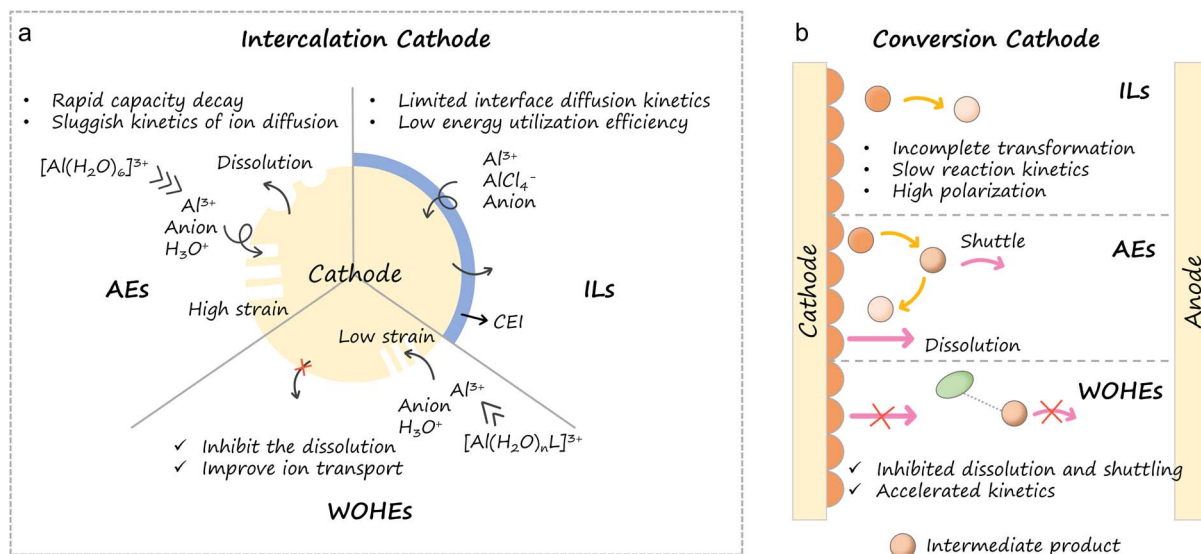 a
Intercalation Cathode
• Rapid capacity decay
• Sluggish kinetics of ion diffusion
• Limited interface diffusion kinetics
• Low energy utilization efficiency
[Al(H₂O)₆]³⁺
Dissolution
Al³⁺
Anion
H₃O⁺
Al³⁺
AlCl₄⁻
Anion
Cathode
AEs
ILs
High strain
Low strain
CEI
Al³⁺
Anion
H₃O⁺
[Al(H₂O)ₙL]³⁺
✓ Inhibit the dissolution
✓ Improve ion transport
WOHEs
b
Conversion Cathode
Cathode
Anode
ILs
• Incomplete transformation
• Slow reaction kinetics
• High polarization
AEs
Shuttle
Dissolution
WOHEs
✓ Inhibited dissolution and shuttling
✓ Accelerated kinetics
Intermediate product